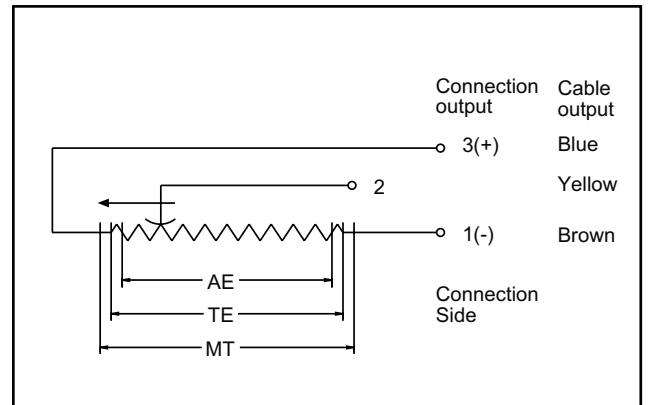 Connection output
Cable output
3(+) Blue
2 Yellow
1(-) Brown
AE
Connection Side
TE
MT